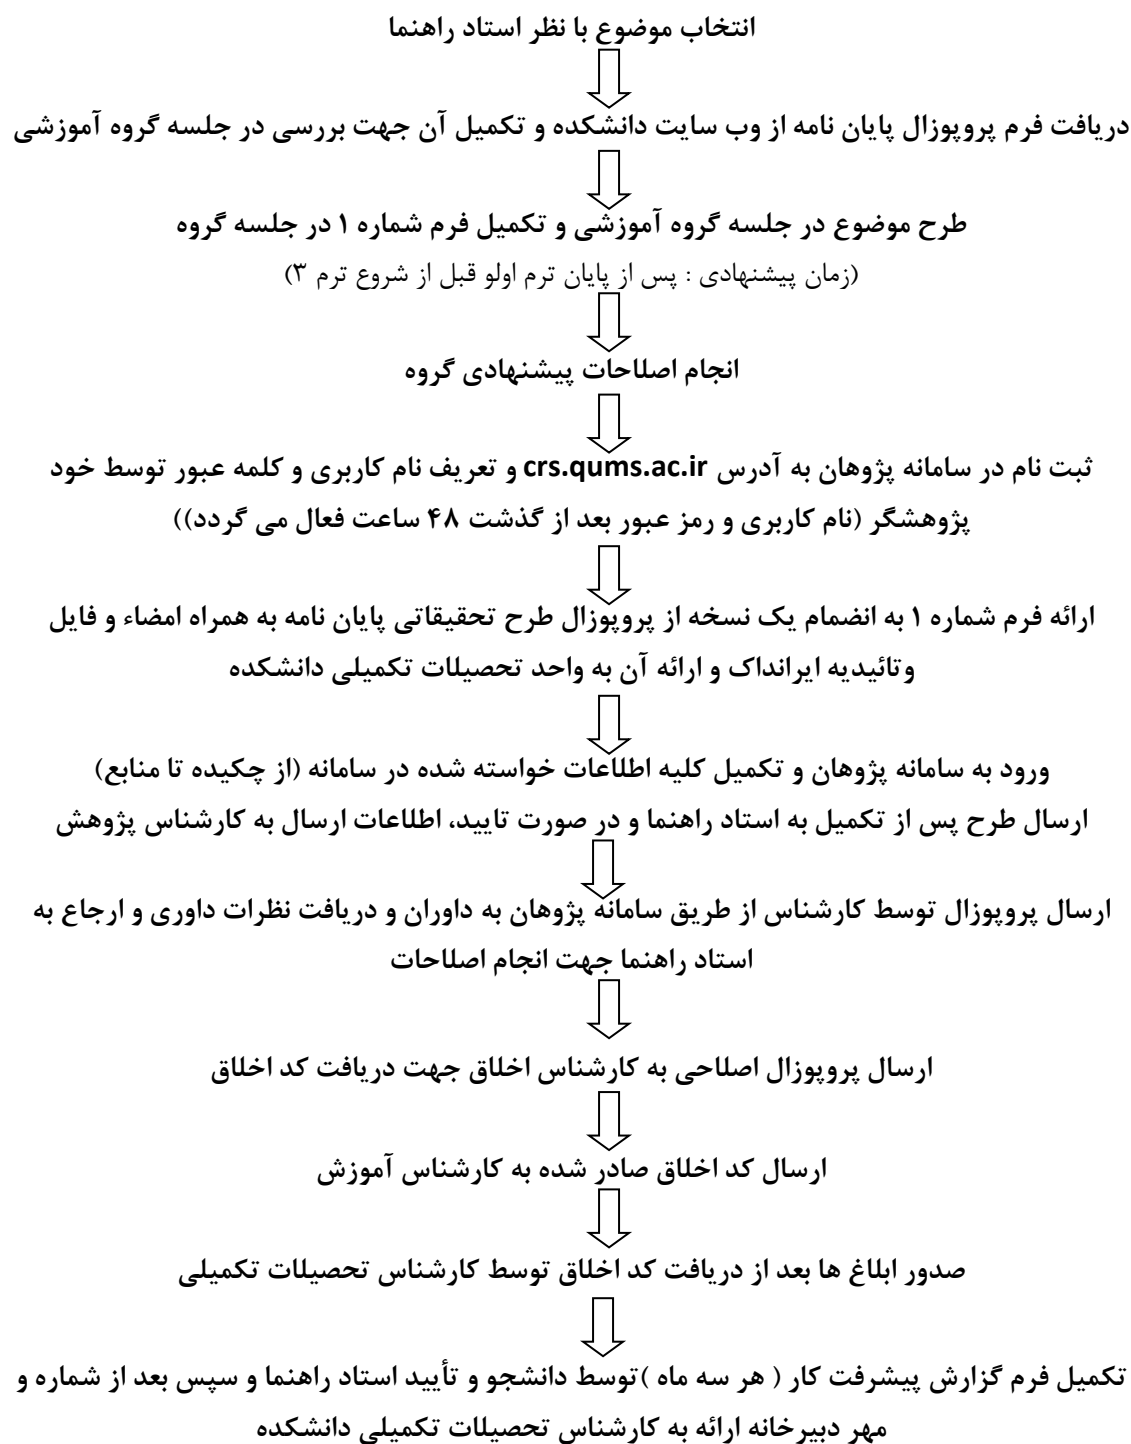 انتخاب موضوع با نظر استاد راهنما
دریافت فرم پروپوزال پایان نامه از وب سایت دانشکده و تکمیل آن جهت بررسی در جلسه گروه آموزشی
طرح موضوع در جلسه گروه آموزشی و تکمیل فرم شماره ۱ در جلسه گروه
(زمان پیشنهادی : پس از پایان ترم اولو قبل از شروع ترم ۳)
انجام اصلاحات پیشنهادی گروه
ثبت نام در سامانه پژوهان به آدرس crs.qums.ac.ir و تعریف نام کاربری و کلمه عبور توسط خود
پژوهشگر (نام کاربری و رمز عبور بعد از گذشت ۴۸ ساعت فعال می گردد))
ارائه فرم شماره ۱ به انضمام یک نسخه از پروپوزال طرح تحقیقاتی پایان نامه به همراه امضاء و فایل
وتائیدیه ایرانداک و ارائه آن به واحد تحصیلات تکمیلی دانشکده
ورود به سامانه پژوهان و تکمیل کلیه اطلاعات خواسته شده در سامانه (از چکیده تا منابع)
ارسال طرح پس از تکمیل به استاد راهنما و در صورت تایید، اطلاعات ارسال به کارشناس پژوهش
ارسال پروپوزال توسط کارشناس از طریق سامانه پژوهان به داوران و دریافت نظرات داوری و ارجاع به
استاد راهنما جهت انجام اصلاحات
ارسال پروپوزال اصلاحی به کارشناس اخلاق جهت دریافت کد اخلاق
ارسال کد اخلاق صادر شده به کارشناس آموزش
صدور ابلاغ ها بعد از دریافت کد اخلاق توسط کارشناس تحصیلات تکمیلی
تکمیل فرم گزارش پیشرفت کار ( هر سه ماه )توسط دانشجو و تأیید استاد راهنما و سپس بعد از شماره و
مهر دبیرخانه ارائه به کارشناس تحصیلات تکمیلی دانشکده